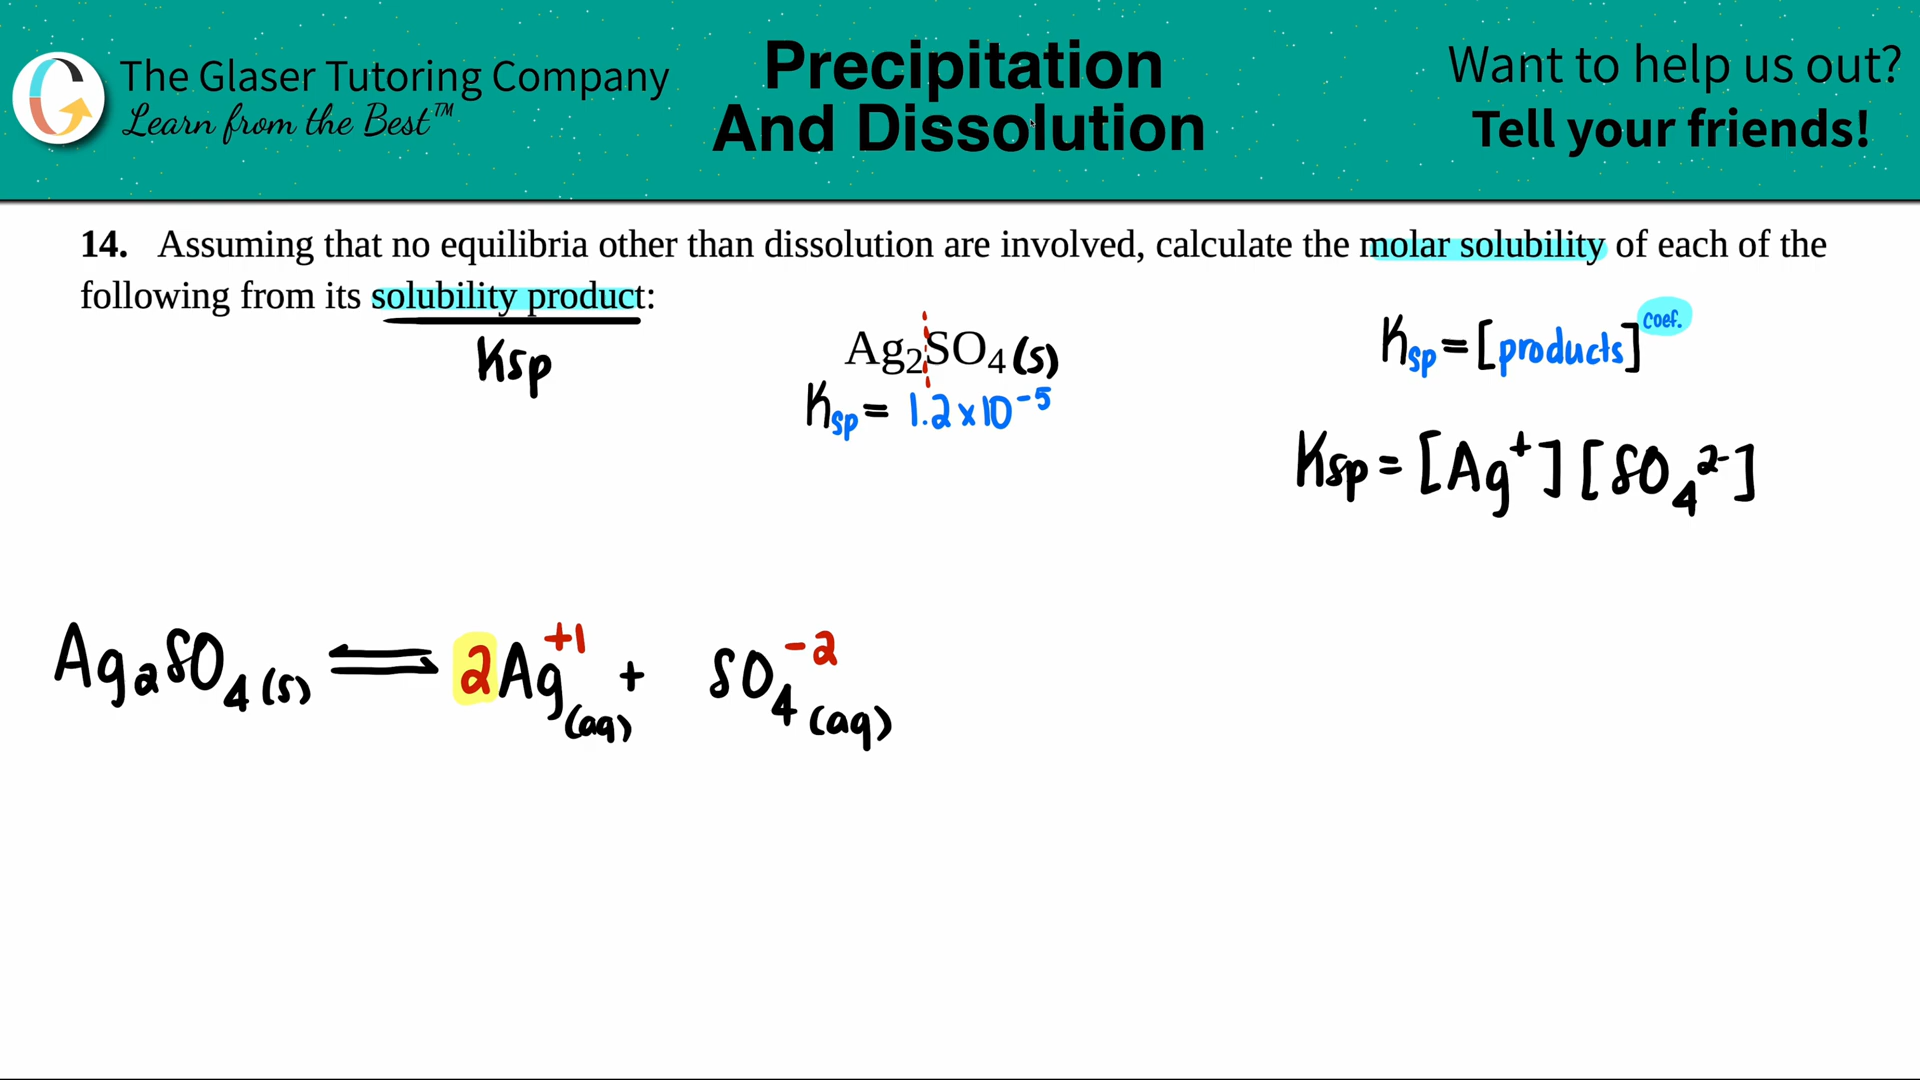 The Glaser Tutoring Company
Learn from the Best™
Precipitation
And Dissolution
Want to help us out?
Tell your friends!
14. Assuming that no equilibria other than dissolution are involved, calculate the molar solubility of each of the
following from its solubility product:
Ksp
Ag₂SO₄(s)
Ksp = 1.2x10⁻⁵
Ksp = [products]ᶜᵒᵉᶠ·
Ksp = [Ag⁺][SO₄²⁻]
Ag₂SO₄(s) ⇌ 2Ag⁺¹(aq) + SO₄⁻²(aq)